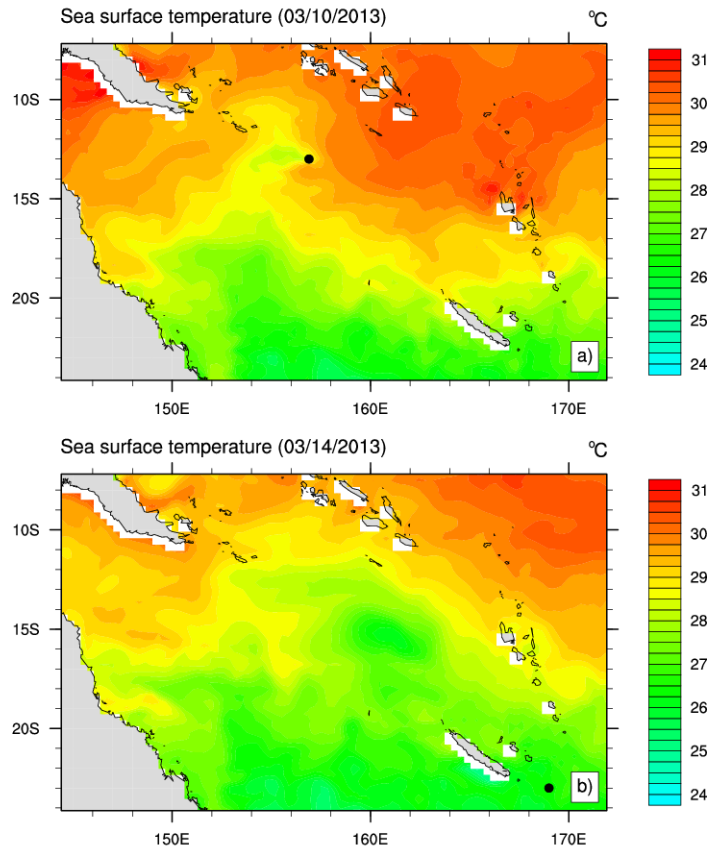 Sea surface temperature (03/10/2013) ºC
10S
15S
20S
150E 160E 170E
a)
31
30
29
28
27
26
25
24
Sea surface temperature (03/14/2013) ºC
10S
15S
20S
150E 160E 170E
b)
31
30
29
28
27
26
25
24